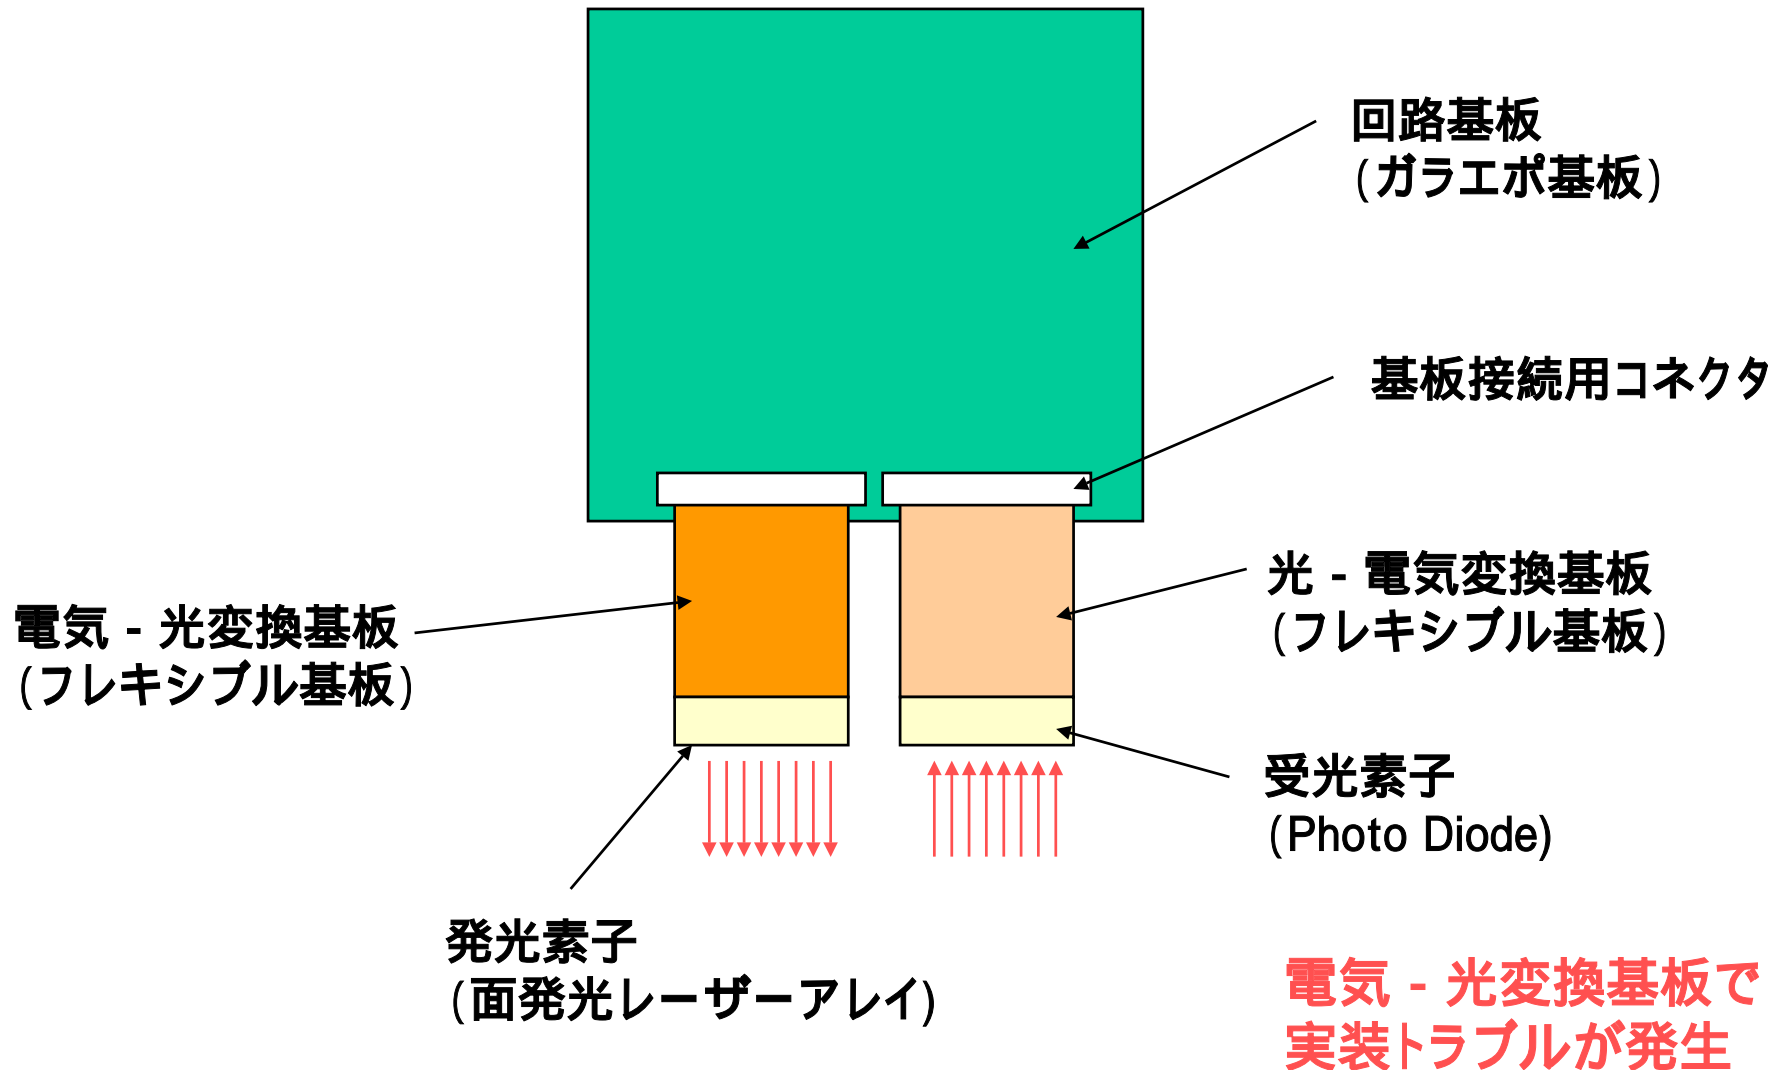 回路基板
(ガラエポ基板)
基板接続用コネクタ
光－電気変換基板
(フレキシブル基板)
電気－光変換基板
(フレキシブル基板)
受光素子
(Photo Diode)
発光素子
(面発光レーザーアレイ)
電気－光変換基板で
実装トラブルが発生